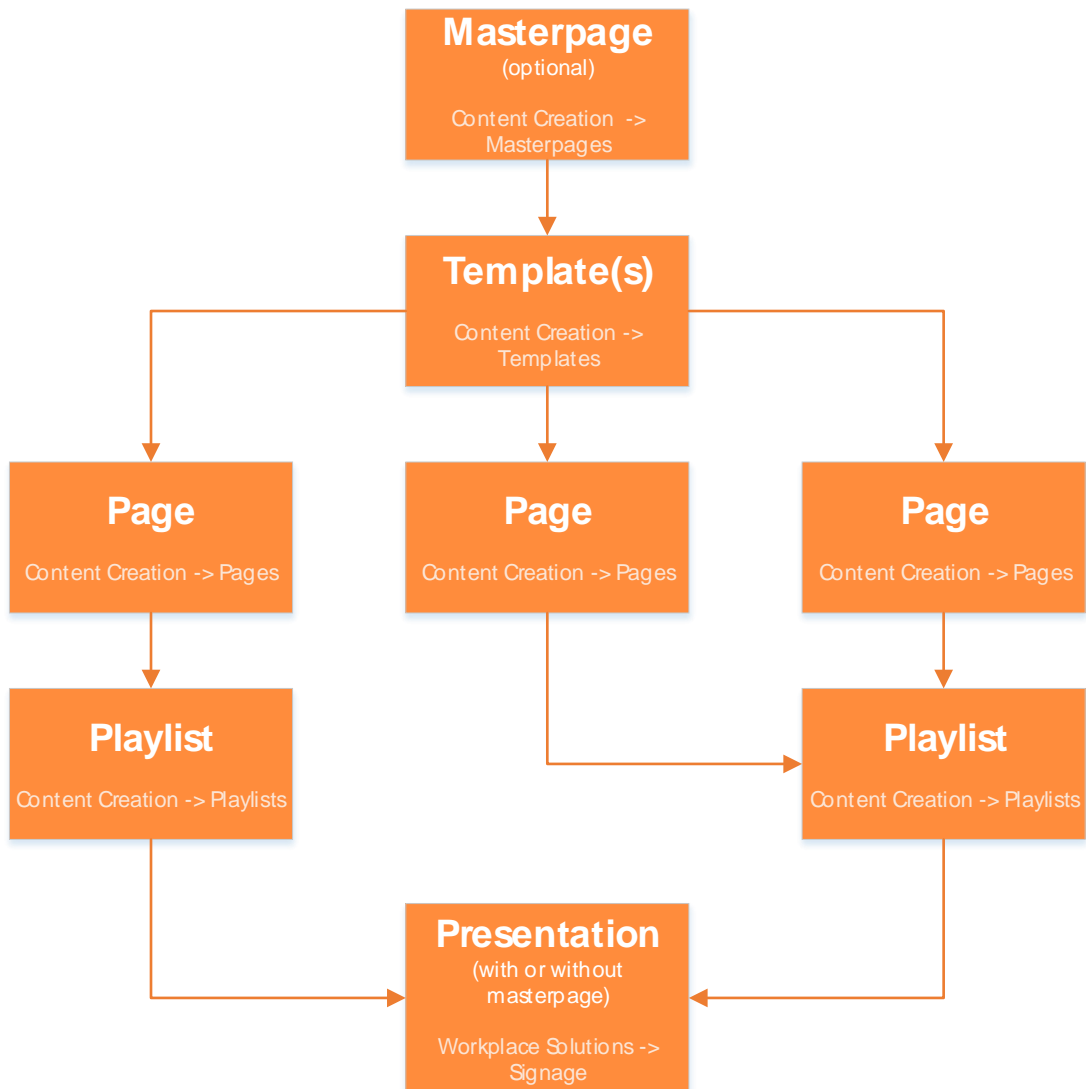 Masterpage
(optional)
Content Creation ->
Masterpages
Template(s)
Content Creation ->
Templates
Page
Content Creation -> Pages
Page
Content Creation -> Pages
Page
Content Creation -> Pages
Playlist
Content Creation -> Playlists
Playlist
Content Creation -> Playlists
Presentation
(with or without
masterpage)
Workplace Solutions ->
Signage